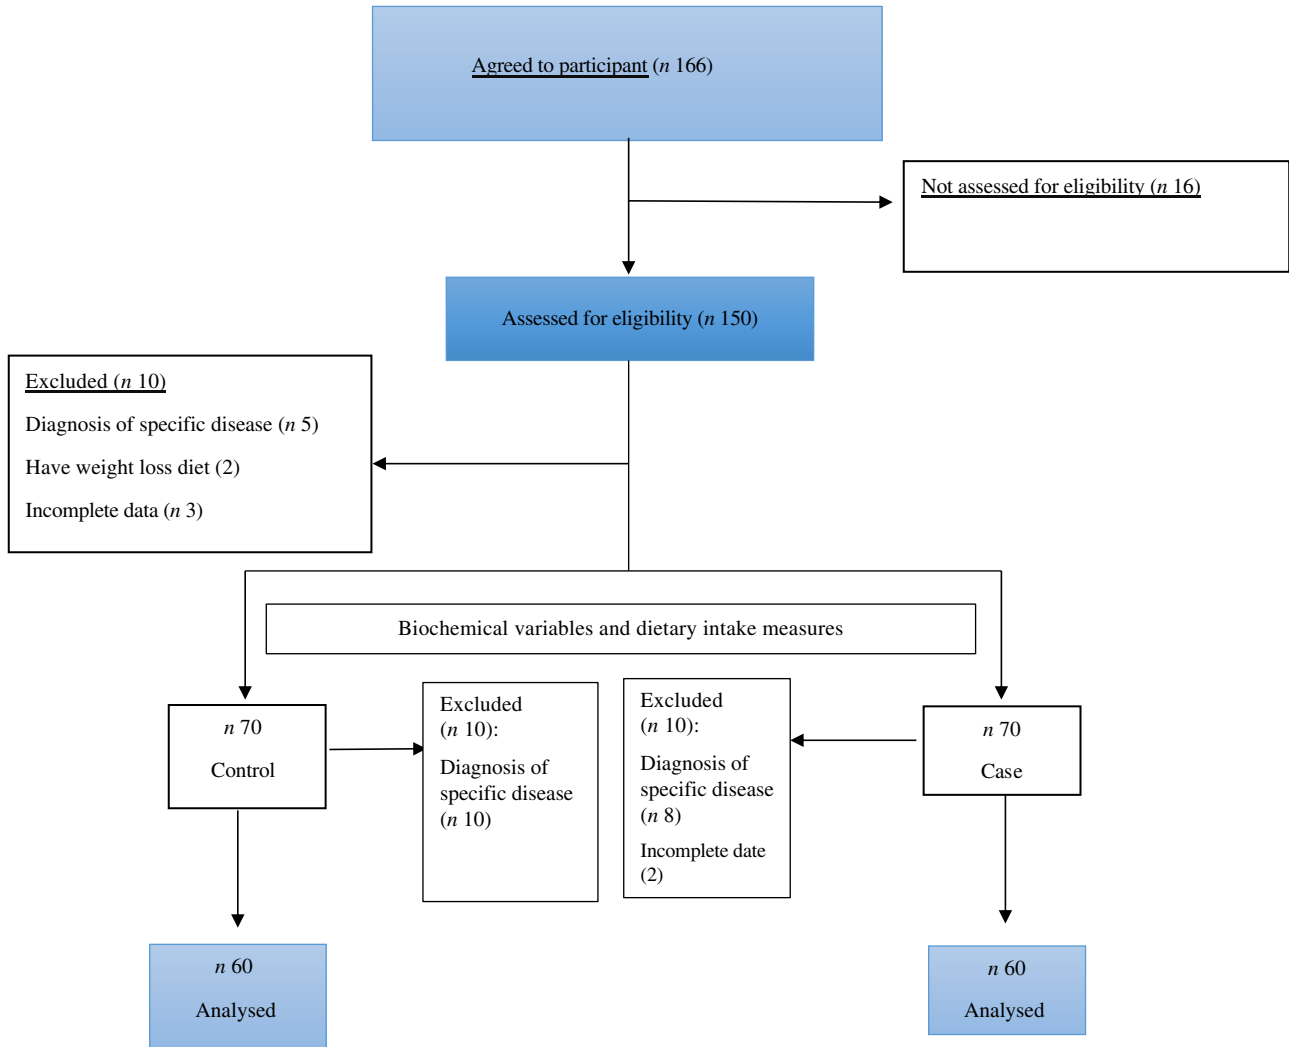 Agreed to participant (n 166)
Not assessed for eligibility (n 16)
Assessed for eligibility (n 150)
Excluded (n 10)
Diagnosis of specific disease (n 5)
Have weight loss diet (2)
Incomplete data (n 3)
Biochemical variables and dietary intake measures
n 70
Control
Excluded
(n 10):
Diagnosis of
specific disease
(n 10)
Excluded
(n 10):
Diagnosis of
specific disease
(n 8)
Incomplete date
(2)
n 70
Case
n 60
Analysed
n 60
Analysed